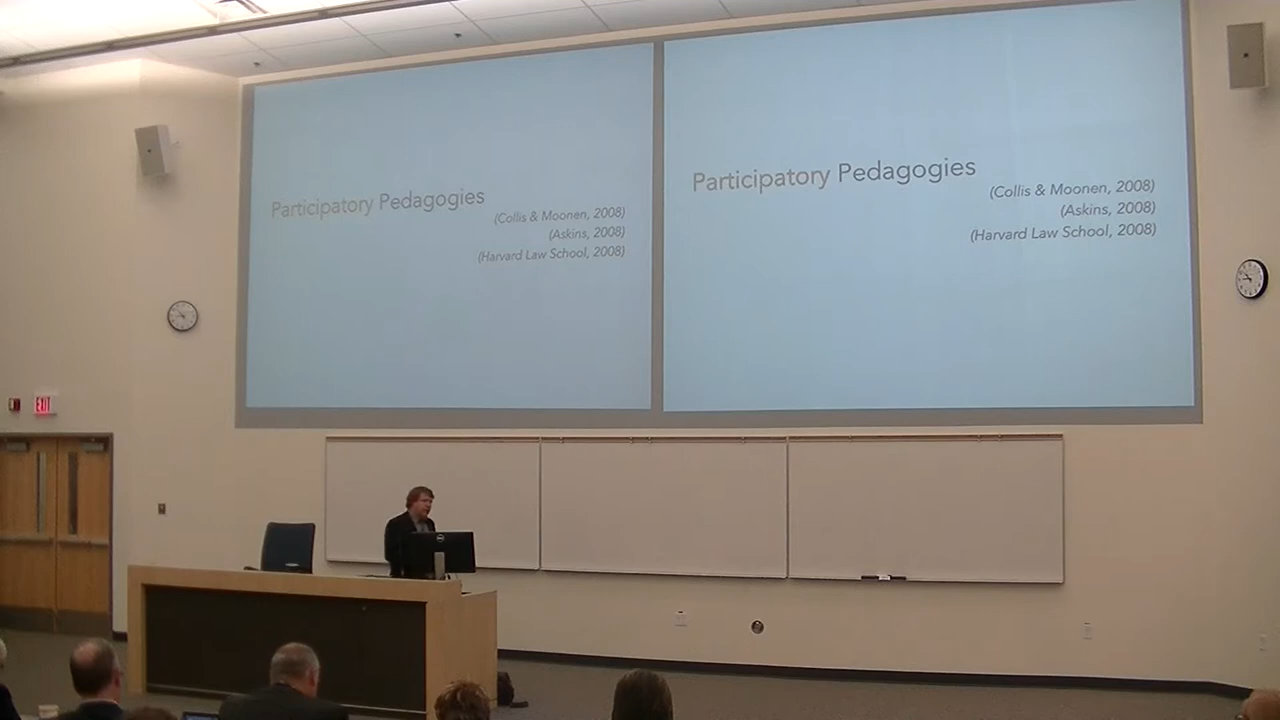 Participatory Pedagogies
(Collis & Moonen, 2008)
(Askins, 2008)
(Harvard Law School, 2008)
Participatory Pedagogies
(Collis & Moonen, 2008)
(Askins, 2008)
(Harvard Law School, 2008)
EXIT
DELL